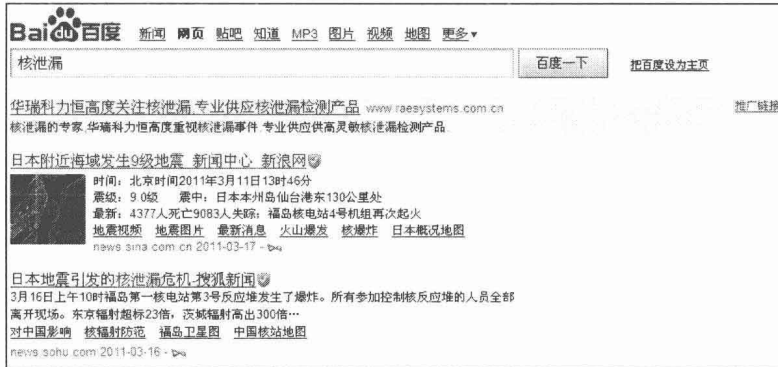 Bai du 百度 新闻 网页 贴吧 知道 MP3 图片 视频 地图 更多▼
核泄漏 百度一下 把百度设为主页
华瑞科力恒高度关注核泄漏,专业供应核泄漏检测产品 www.raesystems.com.cn 推广链接
核泄漏的专家,华瑞科力恒高度重视核泄漏事件,专业供应供高灵敏核泄漏检测产品.
日本附近海域发生9级地震_新闻中心_新浪网
时间：北京时间2011年3月11日13时46分
震级：9.0级 震中：日本本州岛仙台港东130公里处
最新：4377人死亡9083人失踪；福岛核电站4号机组再次起火
地震视频 地震图片 最新消息 火山爆发 核爆炸 日本概况地图
news.sina.com.cn 2011-03-17 -
日本地震引发的核泄漏危机-搜狐新闻
3月16日上午10时福岛第一核电站第3号反应堆发生了爆炸。所有参加控制核反应堆的人员全部
离开现场。东京辐射超标23倍，茨城辐射高出300倍…
对中国影响 核辐射防范 福岛卫星图 中国核站地图
news.sohu.com 2011-03-16 -